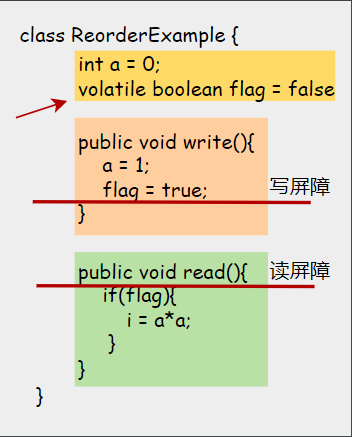 class ReorderExample {
int a = 0;
volatile boolean flag = false
public void write(){
a = 1;
flag = true;
写屏障
}
public void read(){
读屏障
if(flag){
i = a*a;
}
}
}